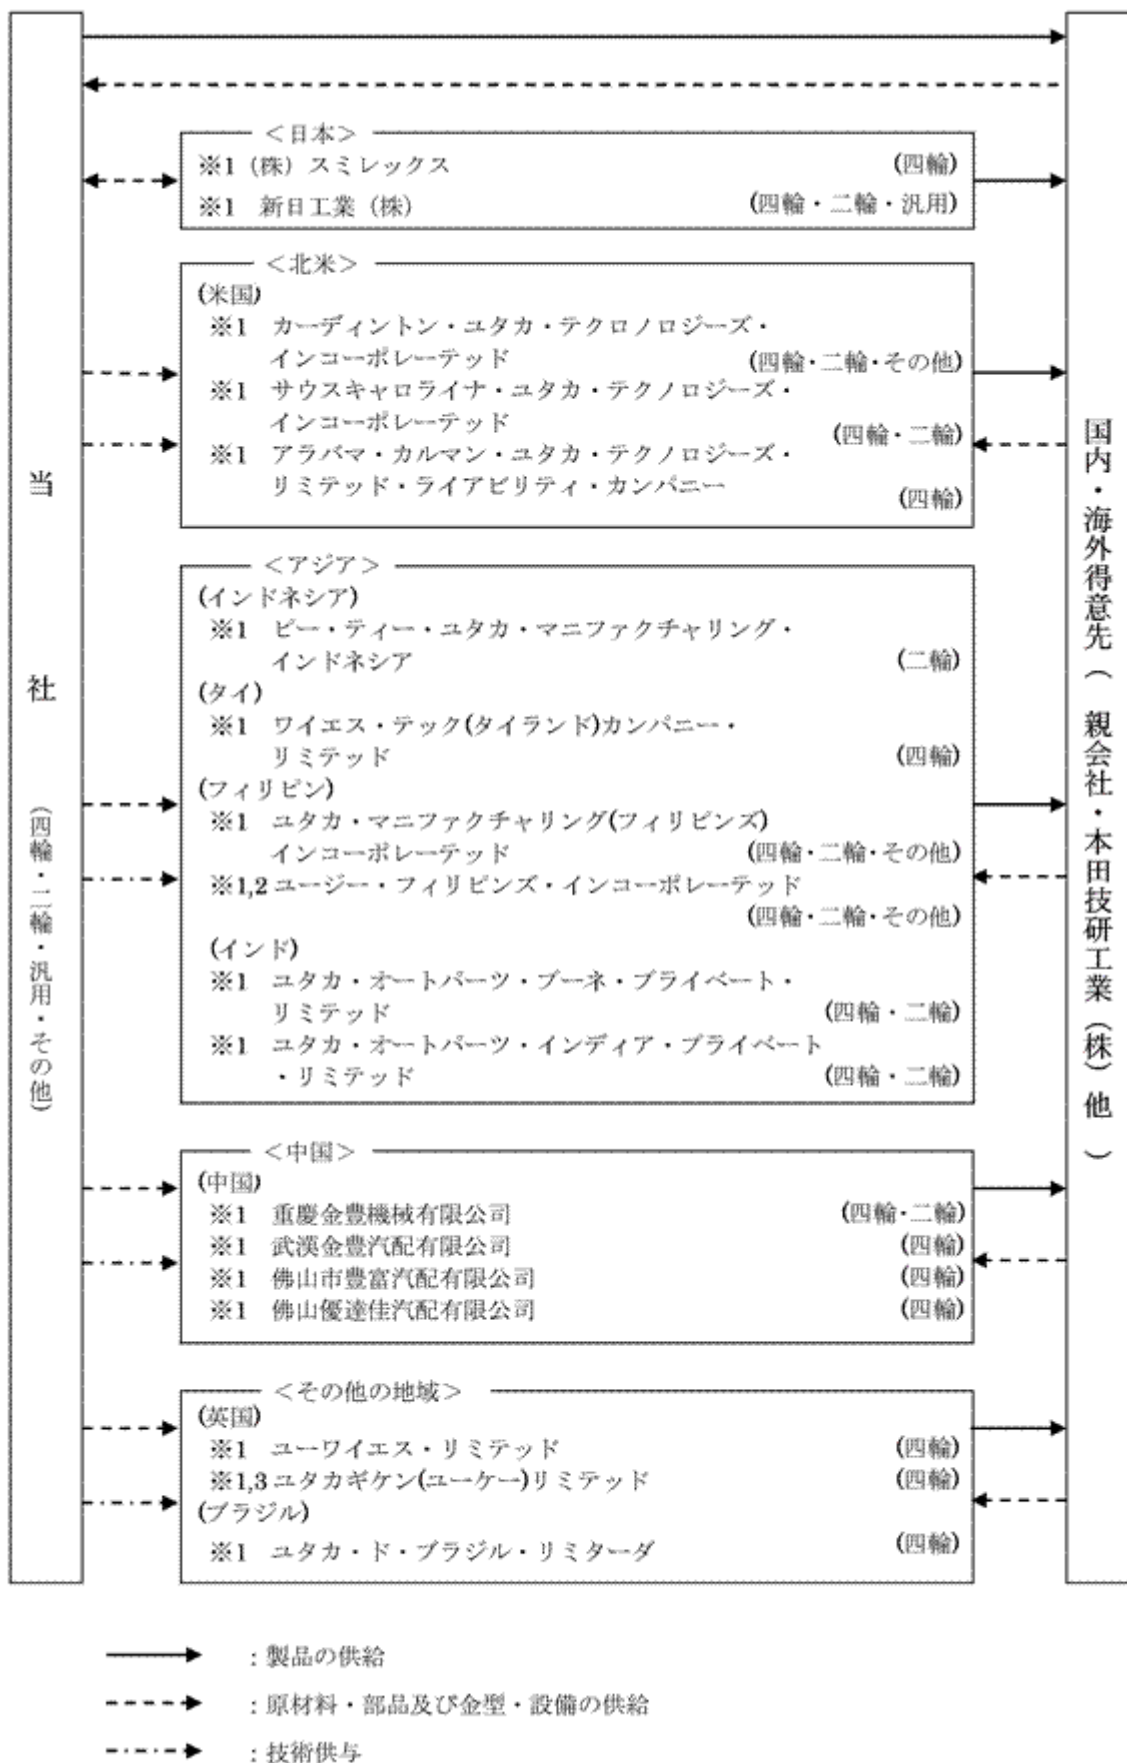 当社
(四輪・二輪・汎用・その他)
<日本>
※1 (株) スミレックス (四輪)
※1 新日工業 (株) (四輪・二輪・汎用)
<北米>
(米国)
※1 カーディントン・ユタカ・テクロノロジーズ・
インコーポレーテッド (四輪・二輪・その他)
※1 サウスキャロライナ・ユタカ・テクノロジーズ・
インコーポレーテッド (四輪・二輪)
※1 アラバマ・カルマン・ユタカ・テクノロジーズ・
リミテッド・ライアビリティ・カンパニー (四輪)
<アジア>
(インドネシア)
※1 ピー・ティー・ユタカ・マニファクチャリング・
インドネシア (二輪)
(タイ)
※1 ワイエス・テック(タイランド)カンパニー・
リミテッド (四輪)
(フィリピン)
※1 ユタカ・マニファクチャリング(フィリピンズ)
インコーポレーテッド (四輪・二輪・その他)
※1,2 ユージー・フィリピンズ・インコーポレーテッド
(四輪・二輪・その他)
(インド)
※1 ユタカ・オートパーツ・プーネ・プライベート・
リミテッド (四輪・二輪)
※1 ユタカ・オートパーツ・インディア・プライベート
・リミテッド (四輪・二輪)
<中国>
(中国)
※1 重慶金豊機械有限公司 (四輪・二輪)
※1 武漢金豊汽配有限公司 (四輪)
※1 佛山市豊富汽配有限公司 (四輪)
※1 佛山優達佳汽配有限公司 (四輪)
<その他の地域>
(英国)
※1 ユーワイエス・リミテッド (四輪)
※1,3 ユタカギケン(ユーケー)リミテッド (四輪)
(ブラジル)
※1 ユタカ・ド・ブラジル・リミターダ (四輪)
国内・海外得意先(親会社・本田技研工業(株)他)
:製品の供給
:原材料・部品及び金型・設備の供給
:技術供与